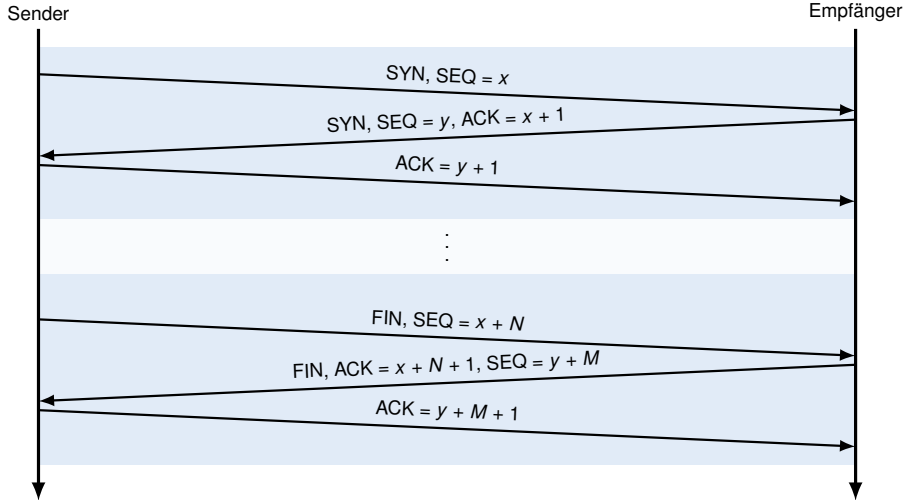 Sender
Empfänger
SYN, SEQ = x
SYN, SEQ = y, ACK = x + 1
ACK = y + 1
⋮
FIN, SEQ = x + N
FIN, ACK = x + N + 1, SEQ = y + M
ACK = y + M + 1